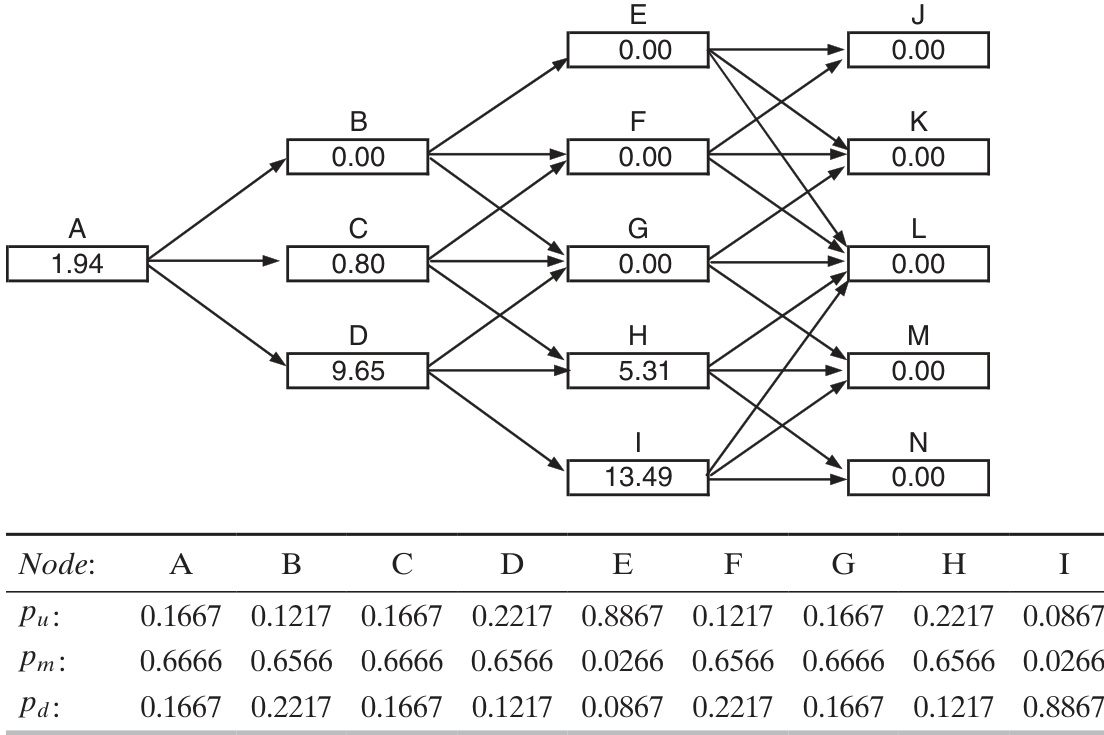 E J
0.00 0.00
B F K
0.00 0.00 0.00
A C G L
1.94 0.80 0.00 0.00
D H M
9.65 5.31 0.00
I N
13.49 0.00
Node: A B C D E F G H I
pu: 0.1667 0.1217 0.1667 0.2217 0.8867 0.1217 0.1667 0.2217 0.0867
pm: 0.6666 0.6566 0.6666 0.6566 0.0266 0.6566 0.6666 0.6566 0.0266
pd: 0.1667 0.2217 0.1667 0.1217 0.0867 0.2217 0.1667 0.1217 0.8867